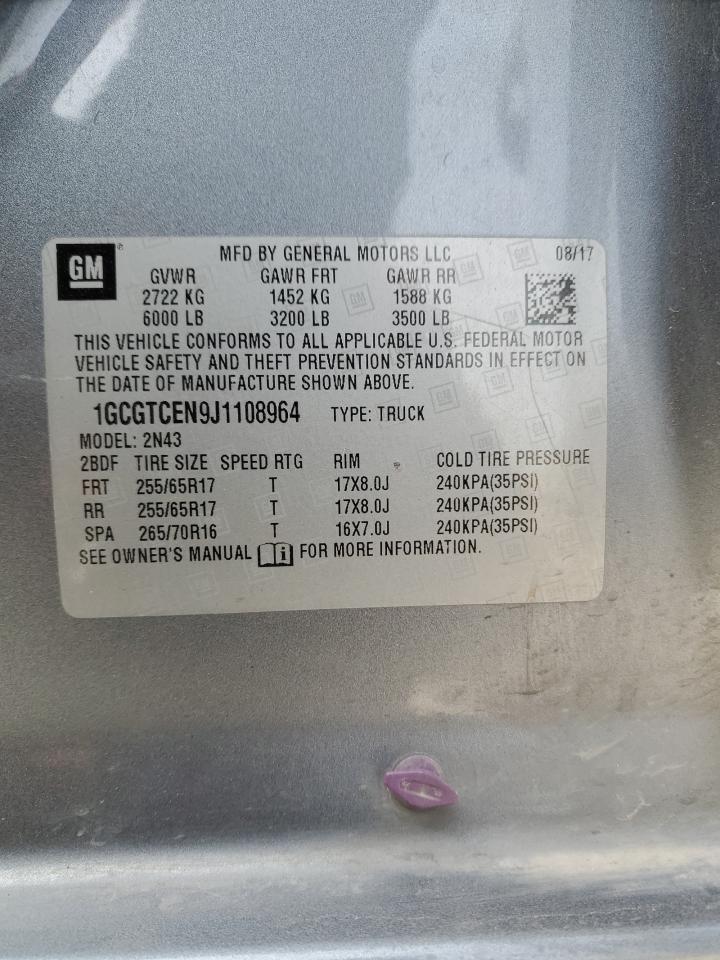 GM ® MFD BY GENERAL MOTORS LLC 08/17
GVWR GAWR FRT GAWR RR
2722 KG 1452 KG 1588 KG
6000 LB 3200 LB 3500 LB
THIS VEHICLE CONFORMS TO ALL APPLICABLE U.S. FEDERAL MOTOR
VEHICLE SAFETY AND THEFT PREVENTION STANDARDS IN EFFECT ON
THE DATE OF MANUFACTURE SHOWN ABOVE.
1GCGTCEN9J1108964 TYPE: TRUCK
MODEL: 2N43
2BDF TIRE SIZE SPEED RTG RIM COLD TIRE PRESSURE
FRT 255/65R17 T 17X8.0J 240KPA(35PSI)
RR 255/65R17 T 17X8.0J 240KPA(35PSI)
SPA 265/70R16 T 16X7.0J 240KPA(35PSI)
SEE OWNER'S MANUAL FOR MORE INFORMATION.